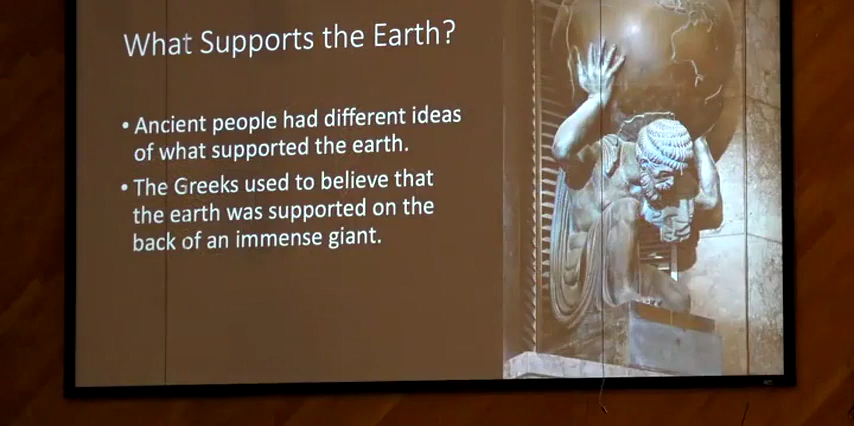 What Supports the Earth?
• Ancient people had different ideas
of what supported the earth.
• The Greeks used to believe that
the earth was supported on the
back of an immense giant.